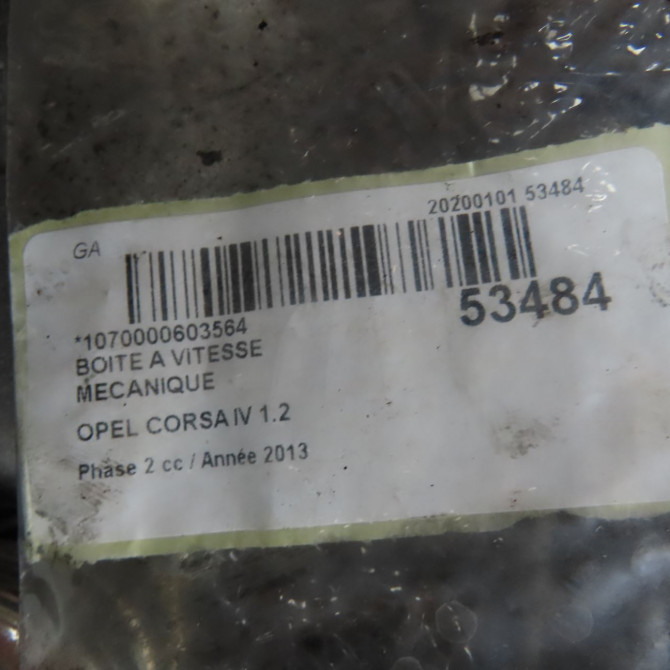 20200101 53484
GA
53484
*1070000603564
BOITE A VITESSE
MECANIQUE
OPEL CORSA IV 1.2
Phase 2 cc / Année 2013